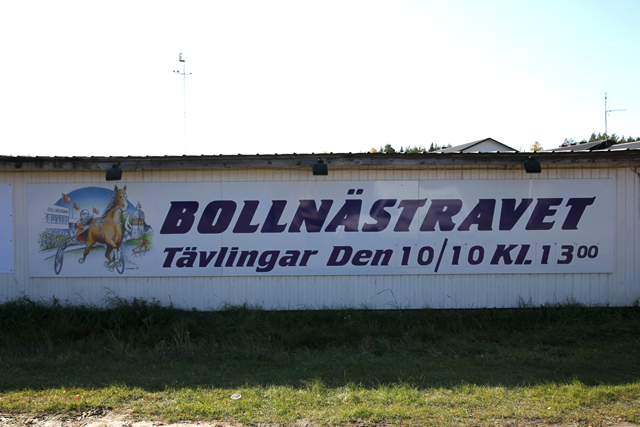 BOLLNÄSTRAVET
Tävlingar Den 10/10 Kl. 13 00